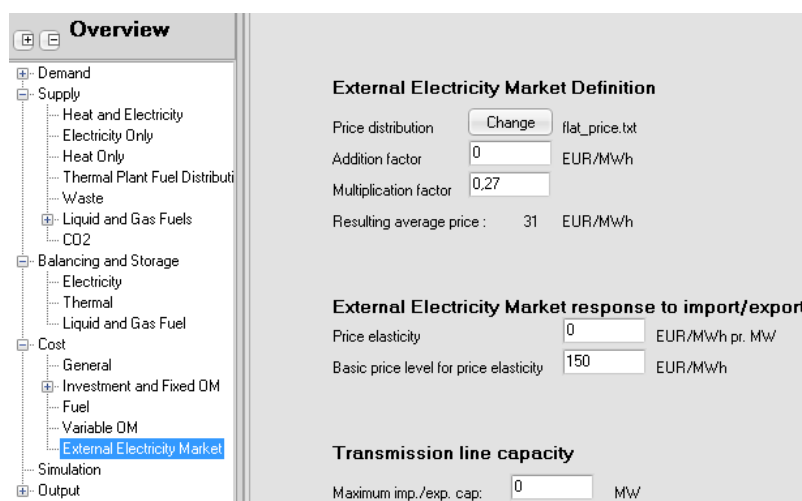 Overview
Demand
Supply
Heat and Electricity
Electricity Only
Heat Only
Thermal Plant Fuel Distributi
Waste
Liquid and Gas Fuels
CO2
Balancing and Storage
Electricity
Thermal
Liquid and Gas Fuel
Cost
General
Investment and Fixed OM
Fuel
Variable OM
External Electricity Market
Simulation
Output
External Electricity Market Definition
Price distribution Change flat_price.txt
Addition factor 0 EUR/MWh
Multiplication factor 0,27
Resulting average price : 31 EUR/MWh
External Electricity Market response to import/export
Price elasticity 0 EUR/MWh pr. MW
Basic price level for price elasticity 150 EUR/MWh
Transmission line capacity
Maximum imp./exp. cap: 0 MW